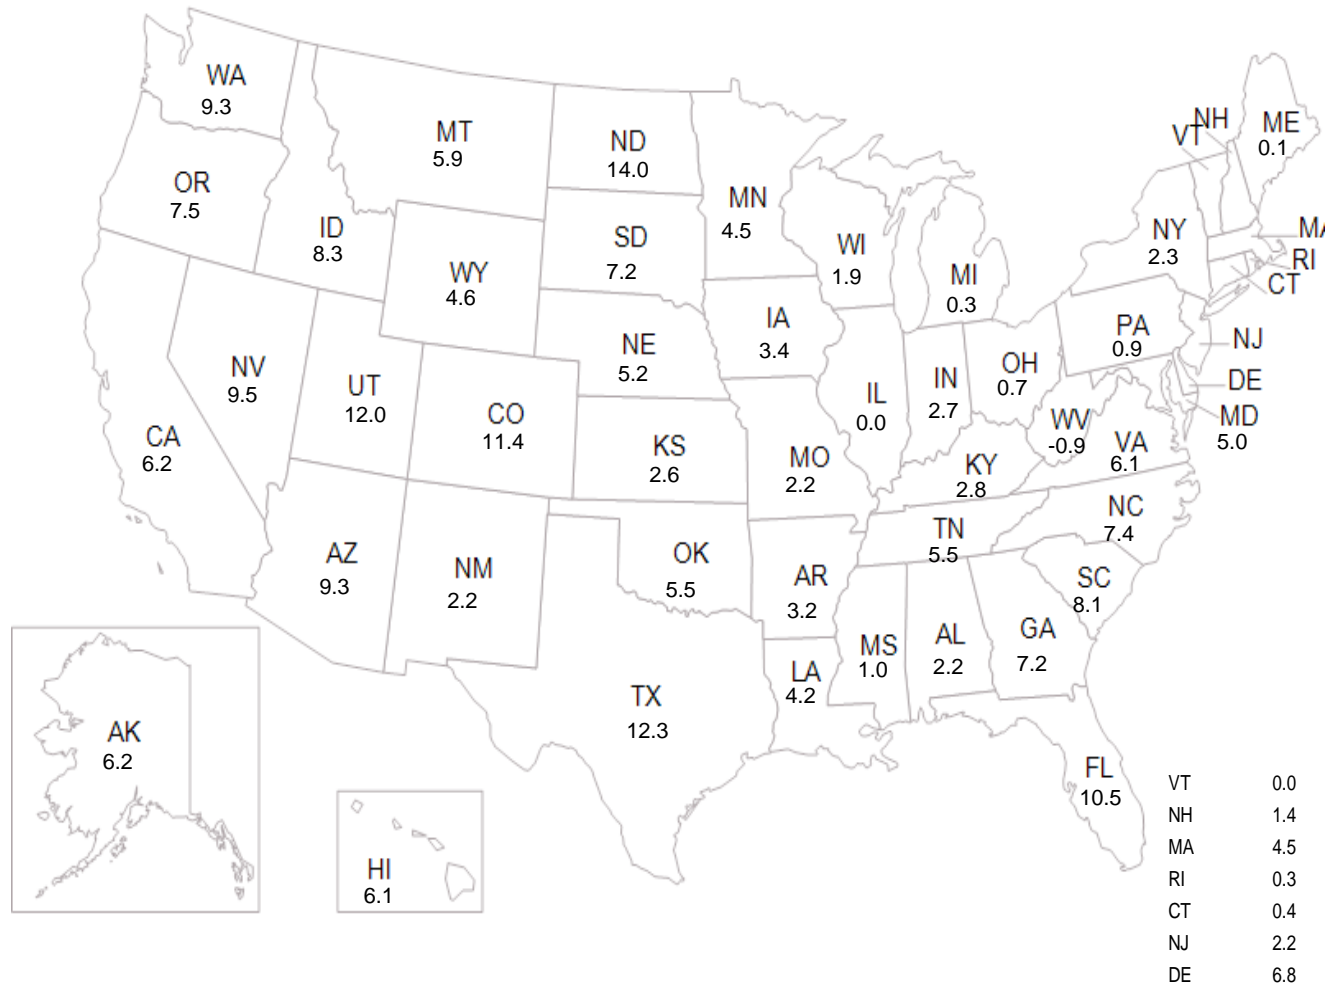 WA
9.3
MT
5.9
ND
14.0
OR
7.5
ID
8.3
MN
4.5
SD
7.2
WY
4.6
WI
1.9
MI
0.3
NH
VT
ME
0.1
NY
2.3
MA
RI
CT
IA
3.4
NE
5.2
PA
0.9
NJ
NV
9.5
UT
12.0
CO
11.4
IL
0.0
IN
2.7
OH
0.7
DE
MD
5.0
CA
6.2
KS
2.6
MO
2.2
WV
-0.9
VA
6.1
KY
2.8
NC
7.4
TN
5.5
AZ
9.3
NM
2.2
OK
5.5
AR
3.2
SC
8.1
MS
1.0
AL
2.2
GA
7.2
LA
4.2
TX
12.3
AK
6.2
FL
10.5
HI
6.1
VT 0.0
NH 1.4
MA 4.5
RI 0.3
CT 0.4
NJ 2.2
DE 6.8